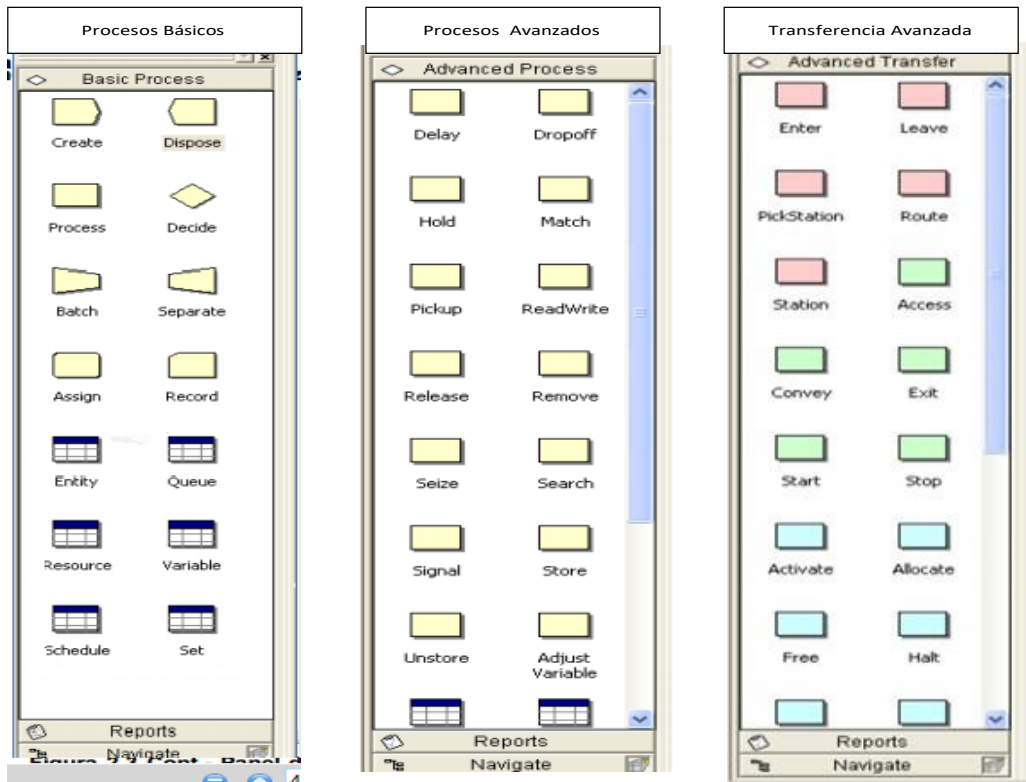 Procesos Básicos
Basic Process
Create Dispose
Process Decide
Batch Separate
Assign Record
Entity Queue
Resource Variable
Schedule Set
Reports
Navigate
Procesos Avanzados
Advanced Process
Delay Dropoff
Hold Match
Pickup ReadWrite
Release Remove
Seize Search
Signal Store
Unstore Adjust
Variable
Reports
Navigate
Transferencia Avanzada
Advanced Transfer
Enter Leave
PickStation Route
Station Access
Convey Exit
Start Stop
Activate Allocate
Free Halt
Reports
Navigate